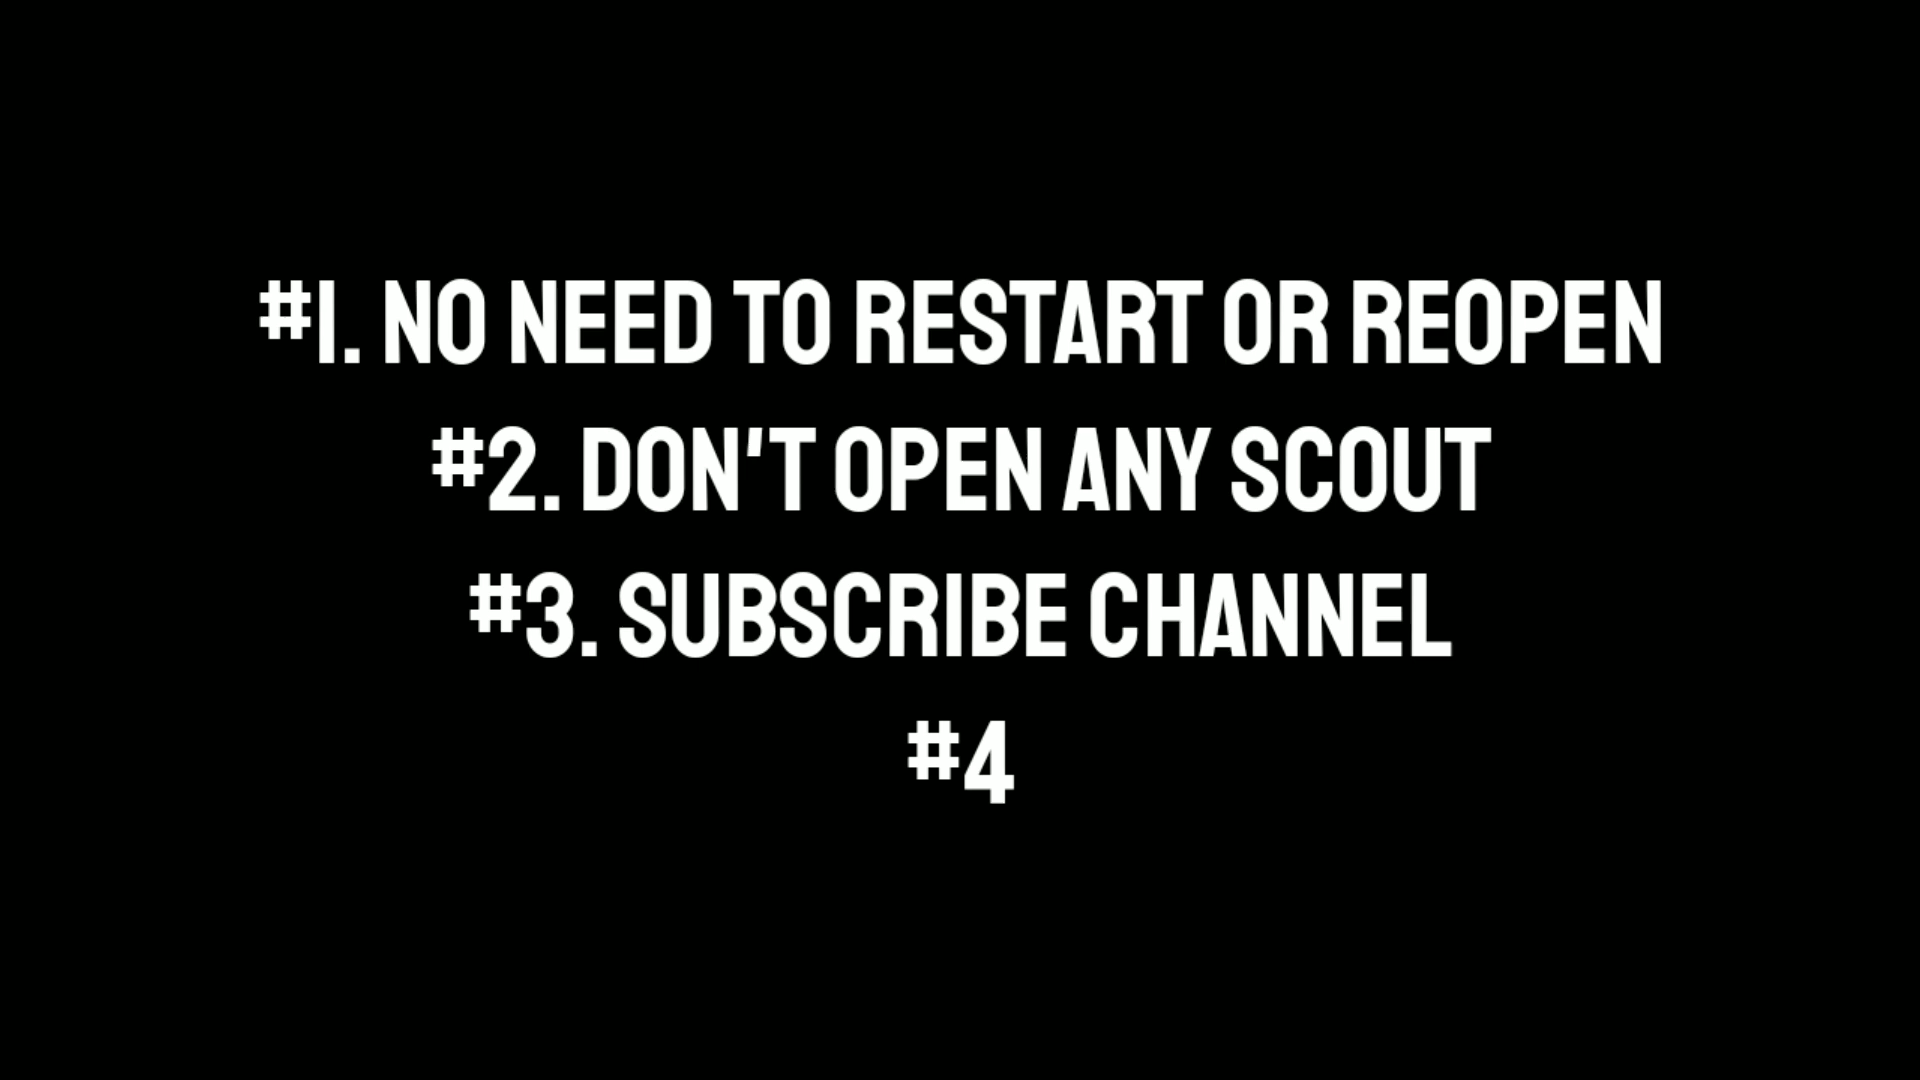 #1. NO NEED TO RESTART OR REOPEN
#2. DON'T OPEN ANY SCOUT
#3. SUBSCRIBE CHANNEL
#4